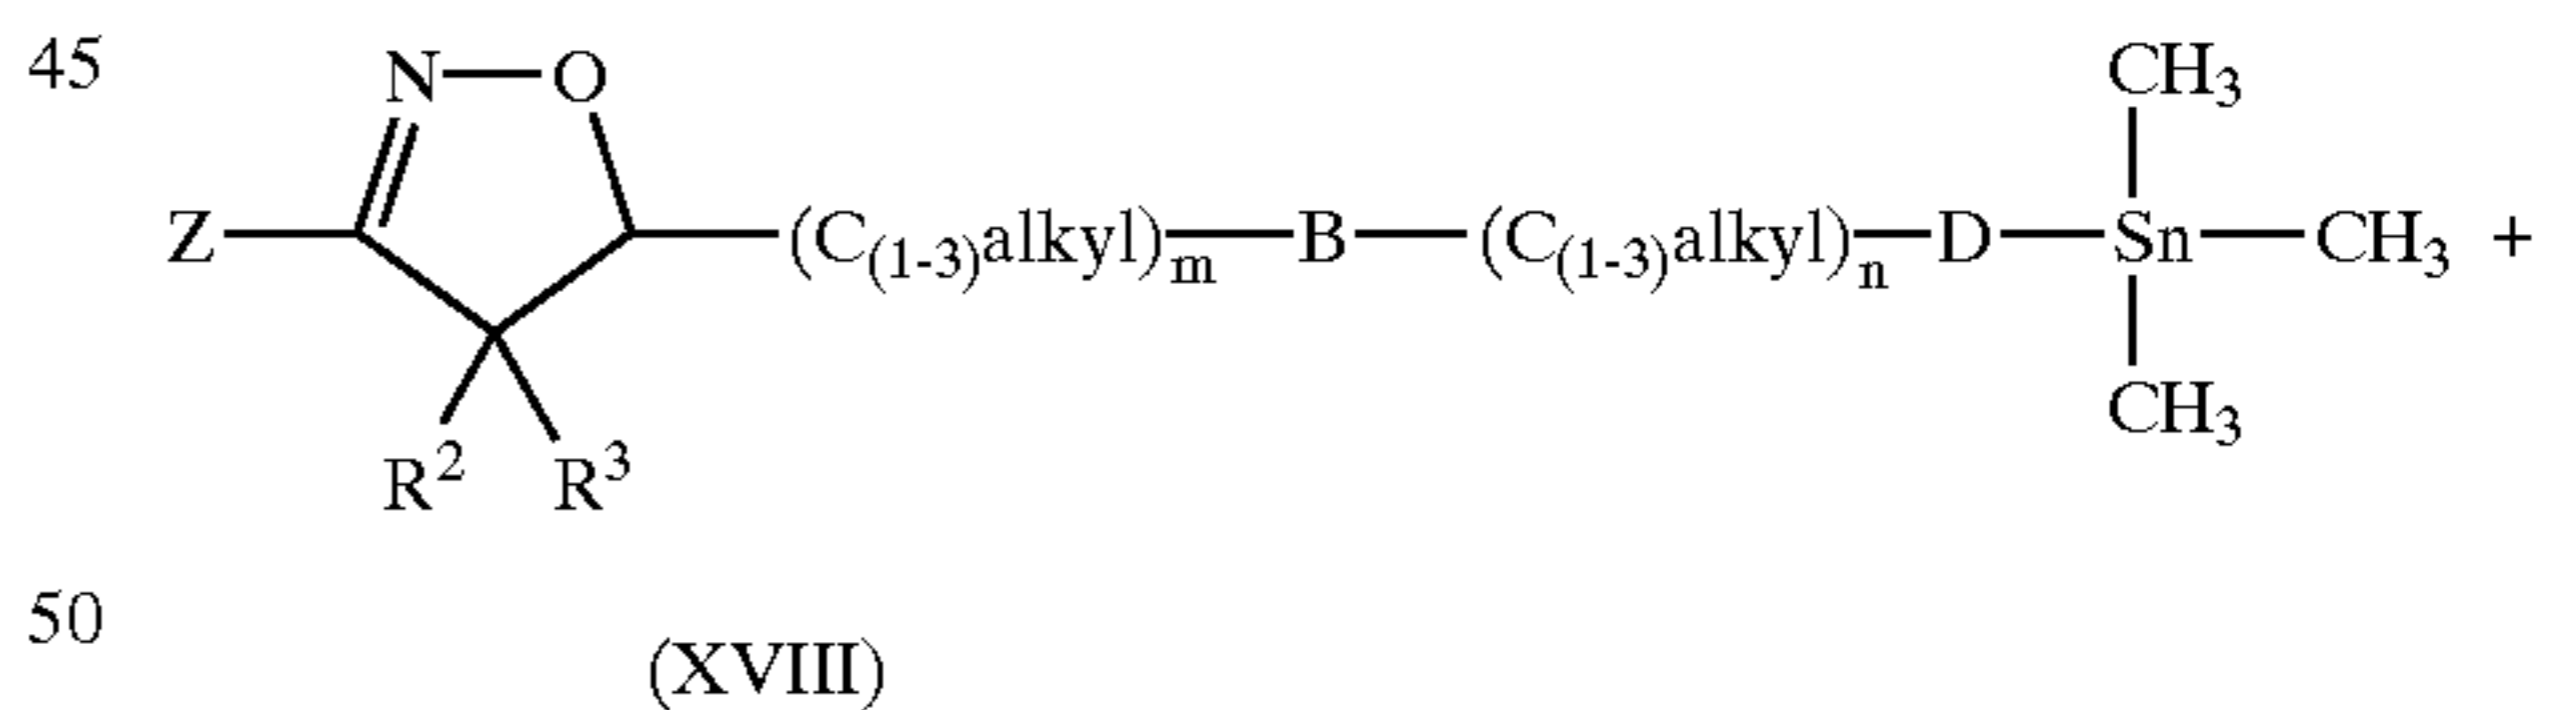 45
N—O
CH₃
Z
(C₍₁₋₃₎alkyl)ₘ—B—(C₍₁₋₃₎alkyl)ₙ—D—Sn—CH₃ +
CH₃
R² R³
50
(XVIII)